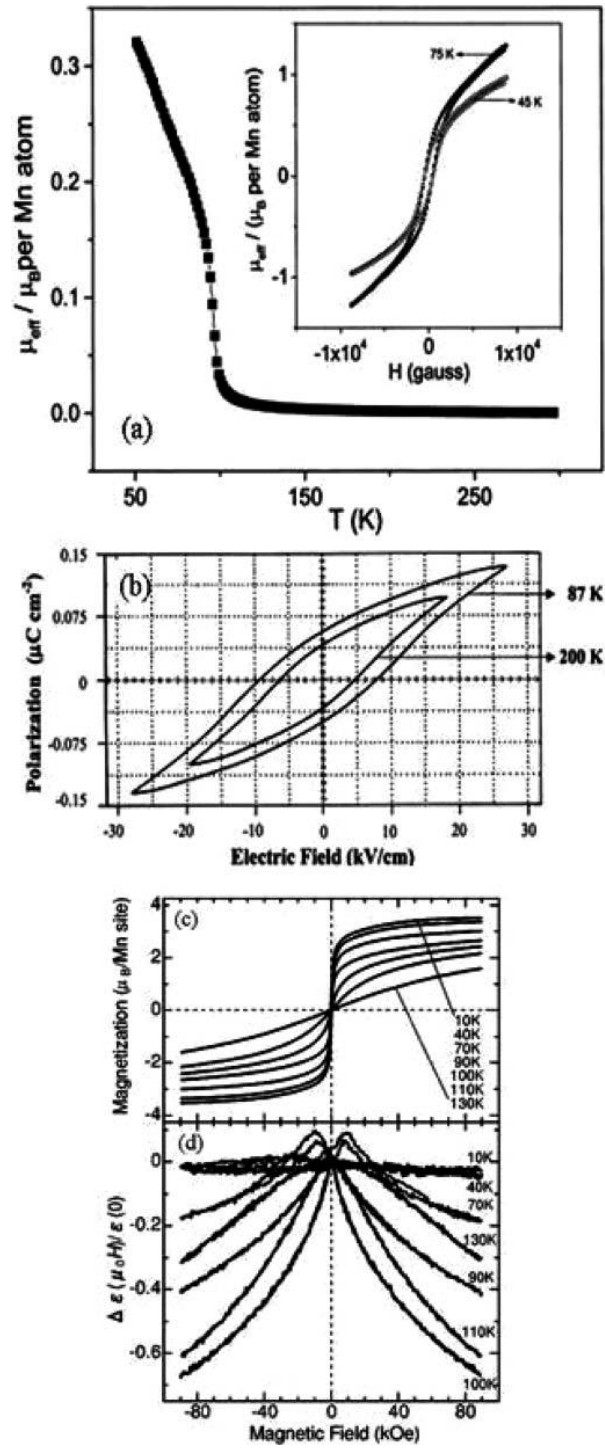 0.3
0.2
0.1
0.0
μeff / μB per Mn atom
(a)
50
150
250
T (K)
1
0
-1
μeff / (μB per Mn atom)
75 K
45 K
-1x10⁴
0
1x10⁴
H (gauss)
(b)
0.15
0.075
0
-0.075
-0.15
Polarization (μC cm⁻²)
87 K
200 K
-30
-20
-10
0
10
20
30
Electric Field (kV/cm)
(c)
4
2
0
-2
-4
Magnetization (μB/Mn site)
10K
40K
70K
90K
100K
110K
130K
(d)
0
-0.2
-0.4
-0.6
Δ ε (μ₀H)/ ε (0)
10K
40K
70K
130K
90K
110K
100K
-80
-40
0
40
80
Magnetic Field (kOe)